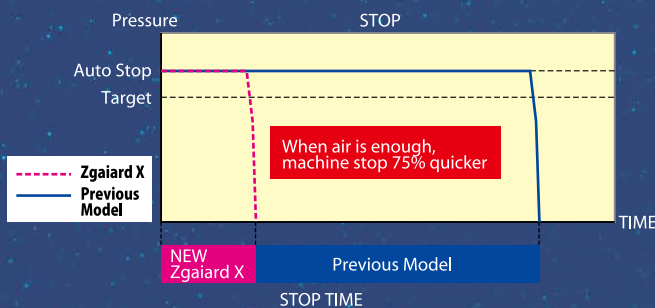 Pressure
STOP
Auto Stop
Target
When air is enough,
machine stop 75% quicker
Zgaiard X
Previous
Model
TIME
NEW
Zgaiard X
Previous Model
STOP TIME